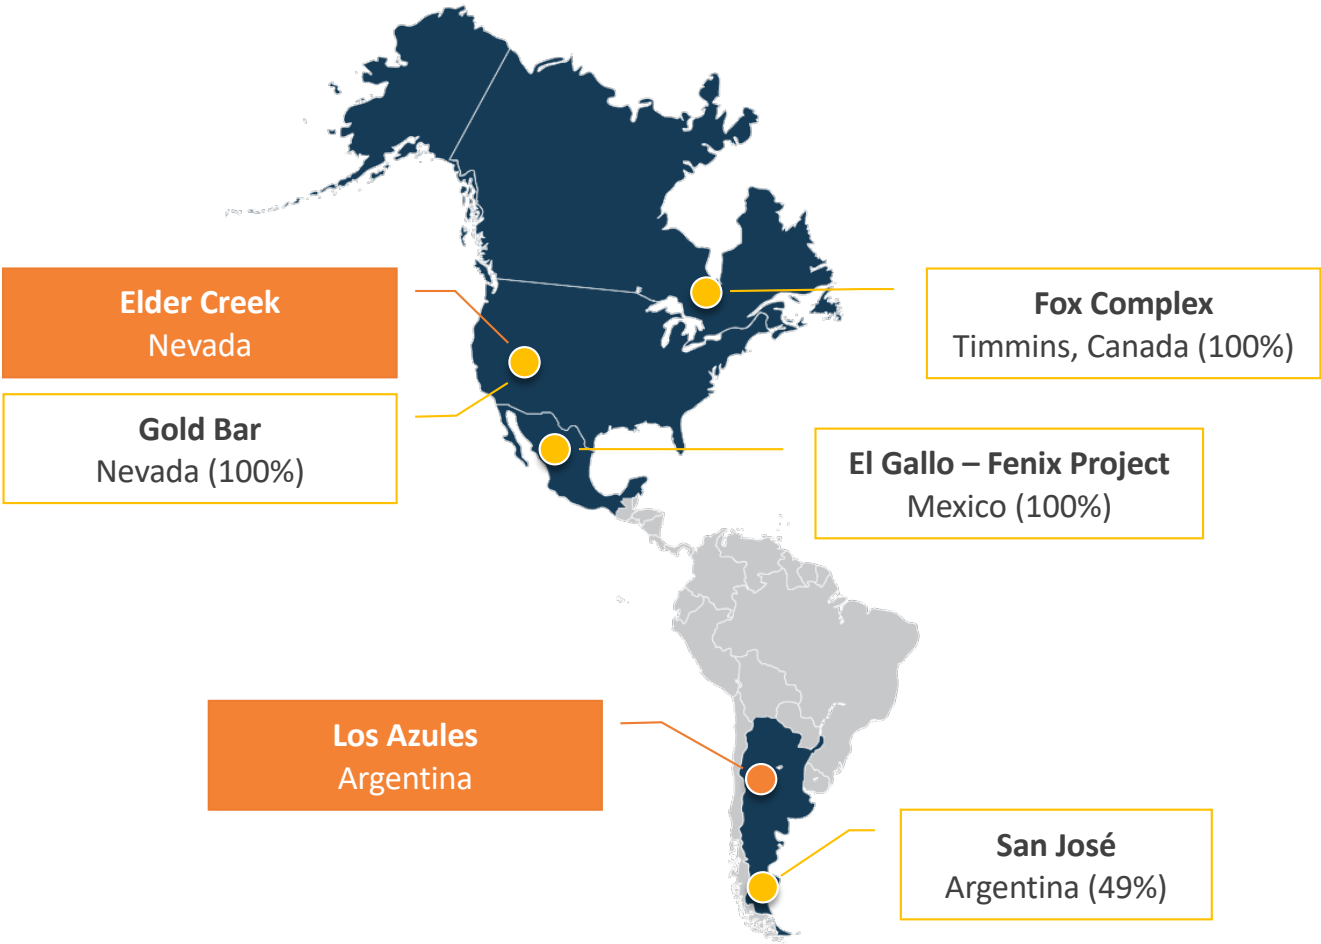 Elder Creek
Nevada
Fox Complex
Timmins, Canada (100%)
Gold Bar
Nevada (100%)
El Gallo – Fenix Project
Mexico (100%)
Los Azules
Argentina
San José
Argentina (49%)